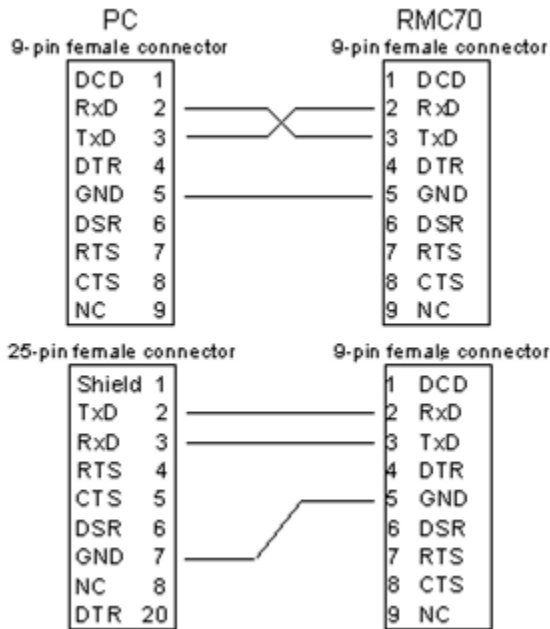 PC RMC70
9-pin female connector 9-pin female connector
DCD 1 1 DCD
RxD 2 2 RxD
TxD 3 3 TxD
DTR 4 4 DTR
GND 5 5 GND
DSR 6 6 DSR
RTS 7 7 RTS
CTS 8 8 CTS
NC 9 9 NC
25-pin female connector 9-pin female connector
Shield 1 1 DCD
TxD 2 2 RxD
RxD 3 3 TxD
RTS 4 4 DTR
CTS 5 5 GND
DSR 6 6 DSR
GND 7 7 RTS
NC 8 8 CTS
DTR 20 9 NC